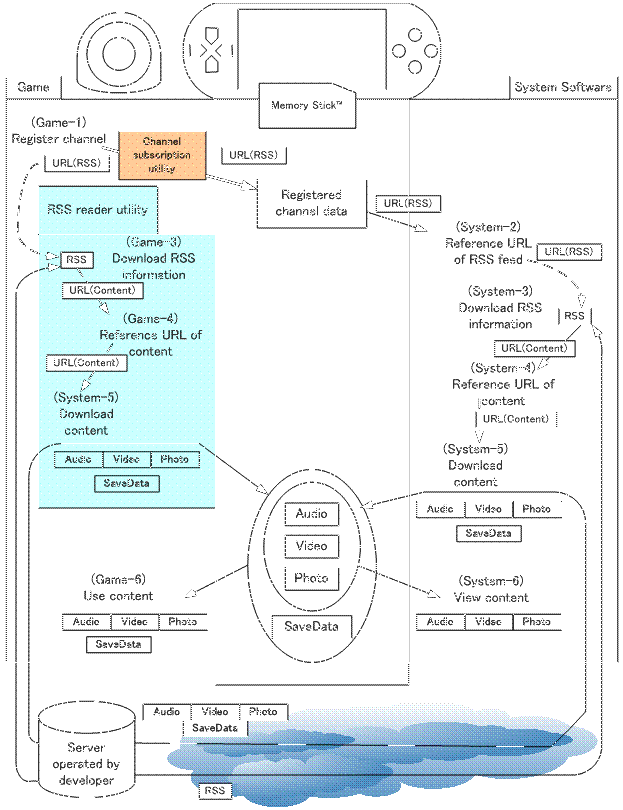 Game
System Software
Memory Stick™
(Game-1)
Register channel
URL(RSS)
Channel
subscription
utility
URL(RSS)
Registered
channel data
URL(RSS)
RSS reader utility
(System-2)
Reference URL
of RSS feed
URL(RSS)
RSS
(Game-3)
Download RSS
information
URL(Content)
(System-3)
Download RSS
information
RSS
(Game-4)
Reference URL of
content
URL(Content)
URL(Content)
(System-4)
Reference URL of
content
URL(Content)
(System-5)
Download
content
(System-5)
Download
content
Audio Video Photo
SaveData
Audio
Video
Photo
SaveData
Audio Video Photo
SaveData
(Game-6)
Use content
Audio Video Photo
SaveData
(System-6)
View content
Audio Video Photo
Audio Video Photo
SaveData
Server
operated by
developer
RSS